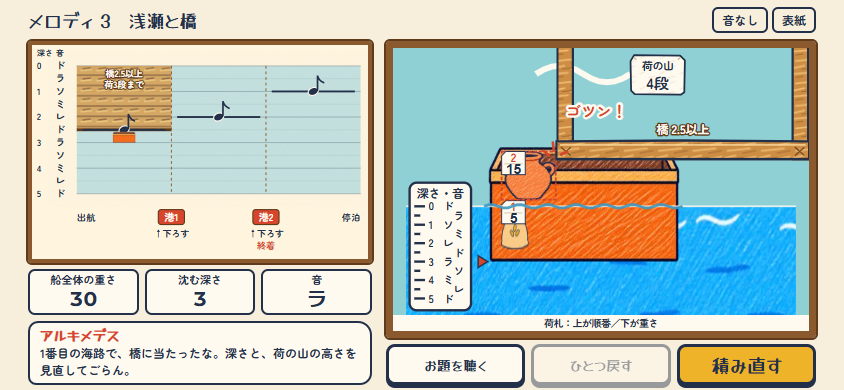 メロディ 3　浅瀬と橋
音なし
表紙
深さ 音
0 ド
ラ
1 ソ
ミ
2 レ
ド
3 ラ
ソ
4 ミ
レ
5 ド
橋2.5以上
荷3段まで
出航
港1
港2
停泊
↑下ろす
↑下ろす
終着
船全体の重さ
30
沈む深さ
3
音
ラ
アルキメデス
1番目の海路で、橋に当たったな。深さと、荷の山の高さを
見直してごらん。
荷の山
4段
ゴツン！
橋 2.5以上
2
15
1
5
深さ・音
0 ド
ラ
1 ソ
ミ
2 レ
ド
3 ラ
ソ
4 ミ
レ
5 ド
荷札：上が順番／下が重さ
お題を聴く
ひとつ戻す
積み直す